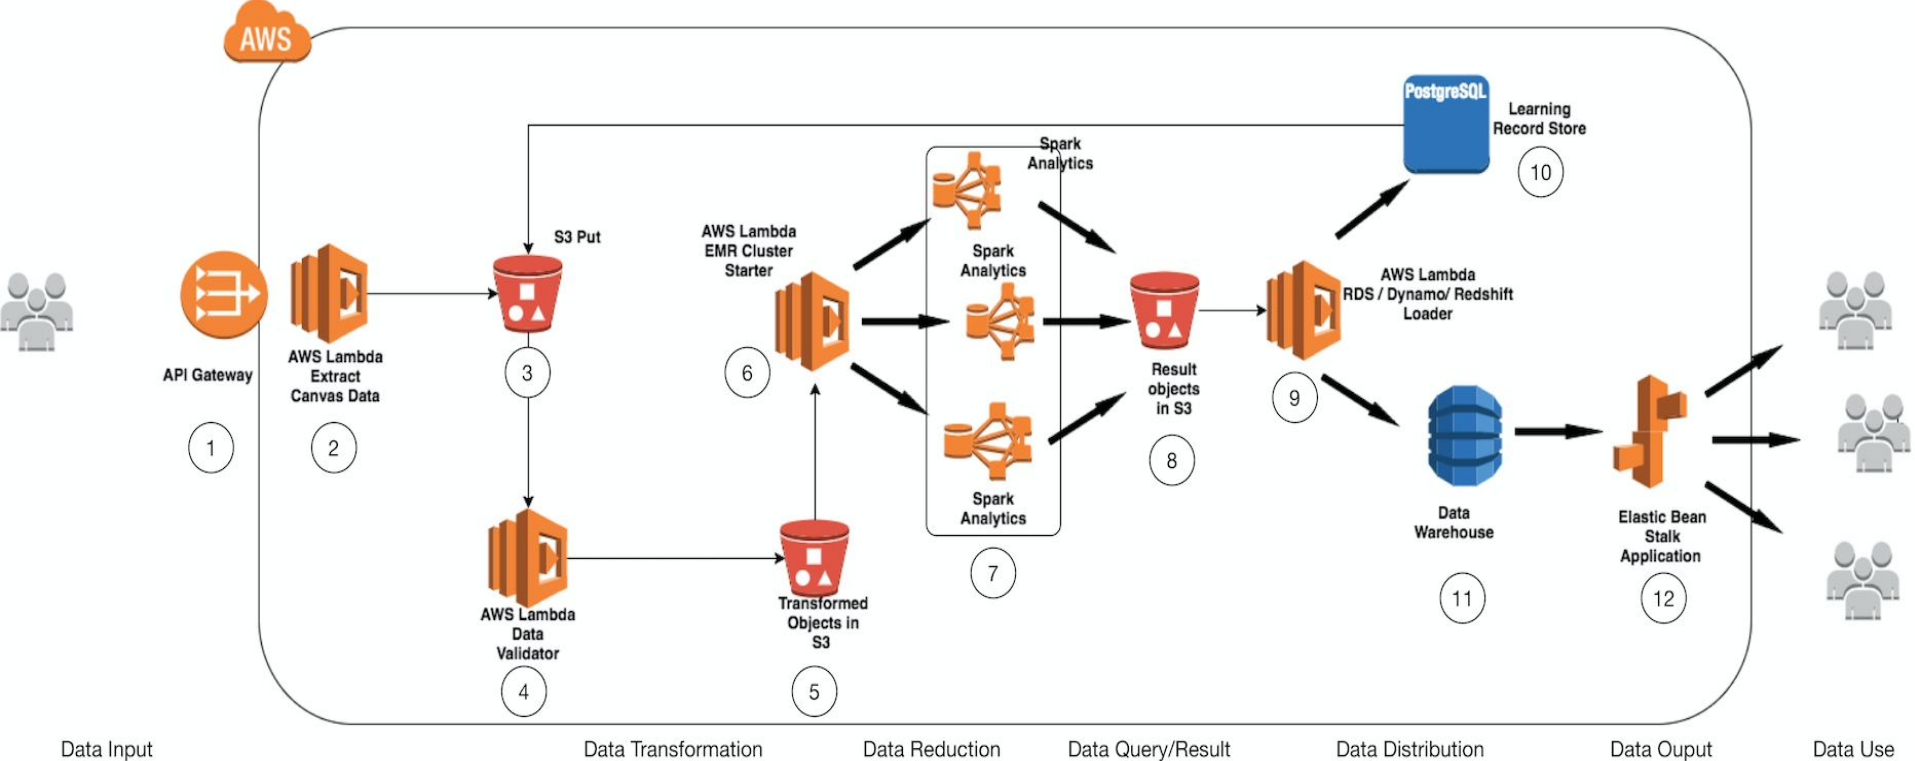 AWS
PostgreSQL
Learning
Record Store
10
Spark
Analytics
S3 Put
AWS Lambda
EMR Cluster
Starter
Spark
Analytics
AWS Lambda
RDS / Dynamo/ Redshift
Loader
API Gateway
AWS Lambda
Extract
Canvas Data
3
6
Result
objects
in S3
9
1
2
8
Spark
Analytics
Data
Warehouse
Elastic Bean
Stalk
Application
7
11
12
AWS Lambda
Data
Validator
Transformed
Objects in
S3
4
5
Data Input
Data Transformation
Data Reduction
Data Query/Result
Data Distribution
Data Ouput
Data Use